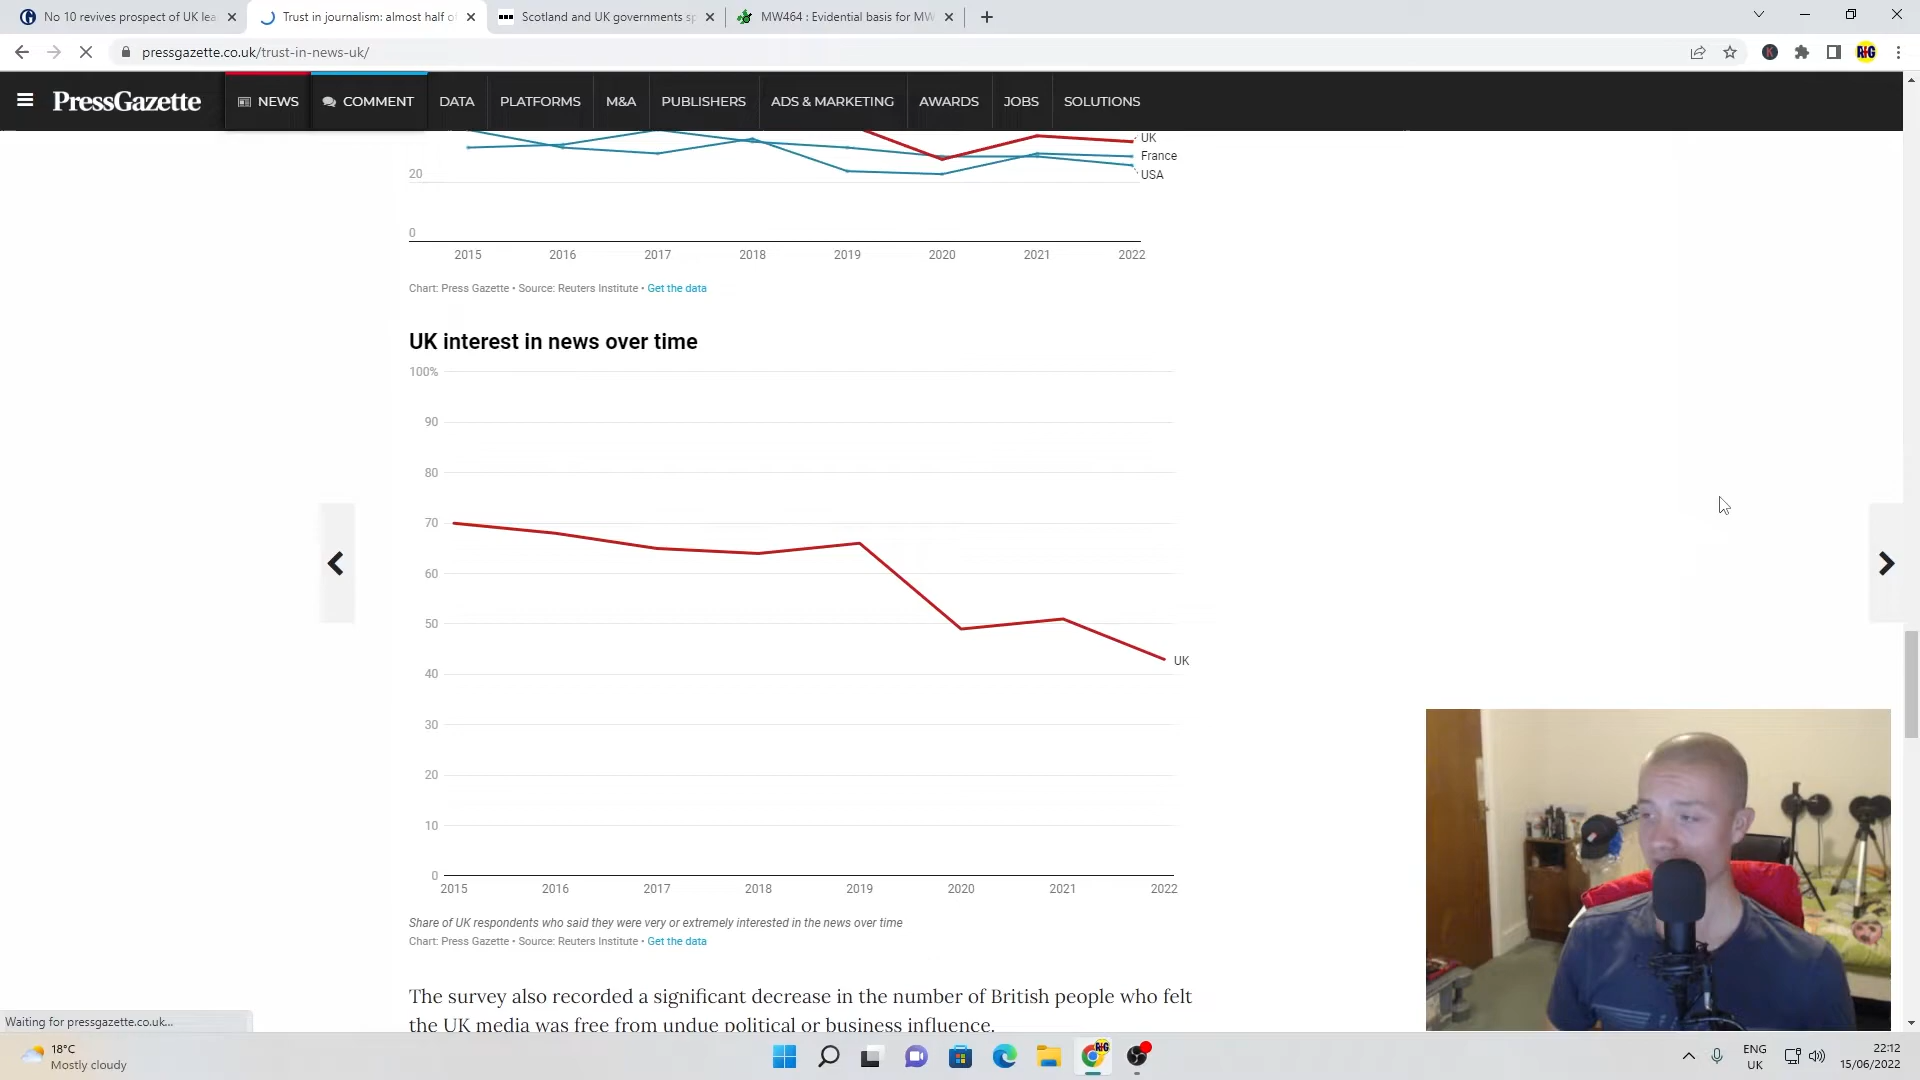 No 10 revives prospect of UK lea
Trust in journalism: almost half of
Scotland and UK governments sp
MW464 : Evidential basis for MW
pressgazette.co.uk/trust-in-news-uk/
PressGazette
NEWS
COMMENT
DATA
PLATFORMS
M&A
PUBLISHERS
ADS & MARKETING
AWARDS
JOBS
SOLUTIONS
UK
France
USA
20
0
2015 2016 2017 2018 2019 2020 2021 2022
Chart: Press Gazette • Source: Reuters Institute • Get the data
UK interest in news over time
100%
90
80
70
60
50
UK
40
30
20
10
0
2015 2016 2017 2018 2019 2020 2021 2022
Share of UK respondents who said they were very or extremely interested in the news over time
Chart: Press Gazette • Source: Reuters Institute • Get the data
The survey also recorded a significant decrease in the number of British people who felt
the UK media was free from undue political or business influence.
Waiting for pressgazette.co.uk...
18°C
Mostly cloudy
ENG
UK
22:12
15/06/2022